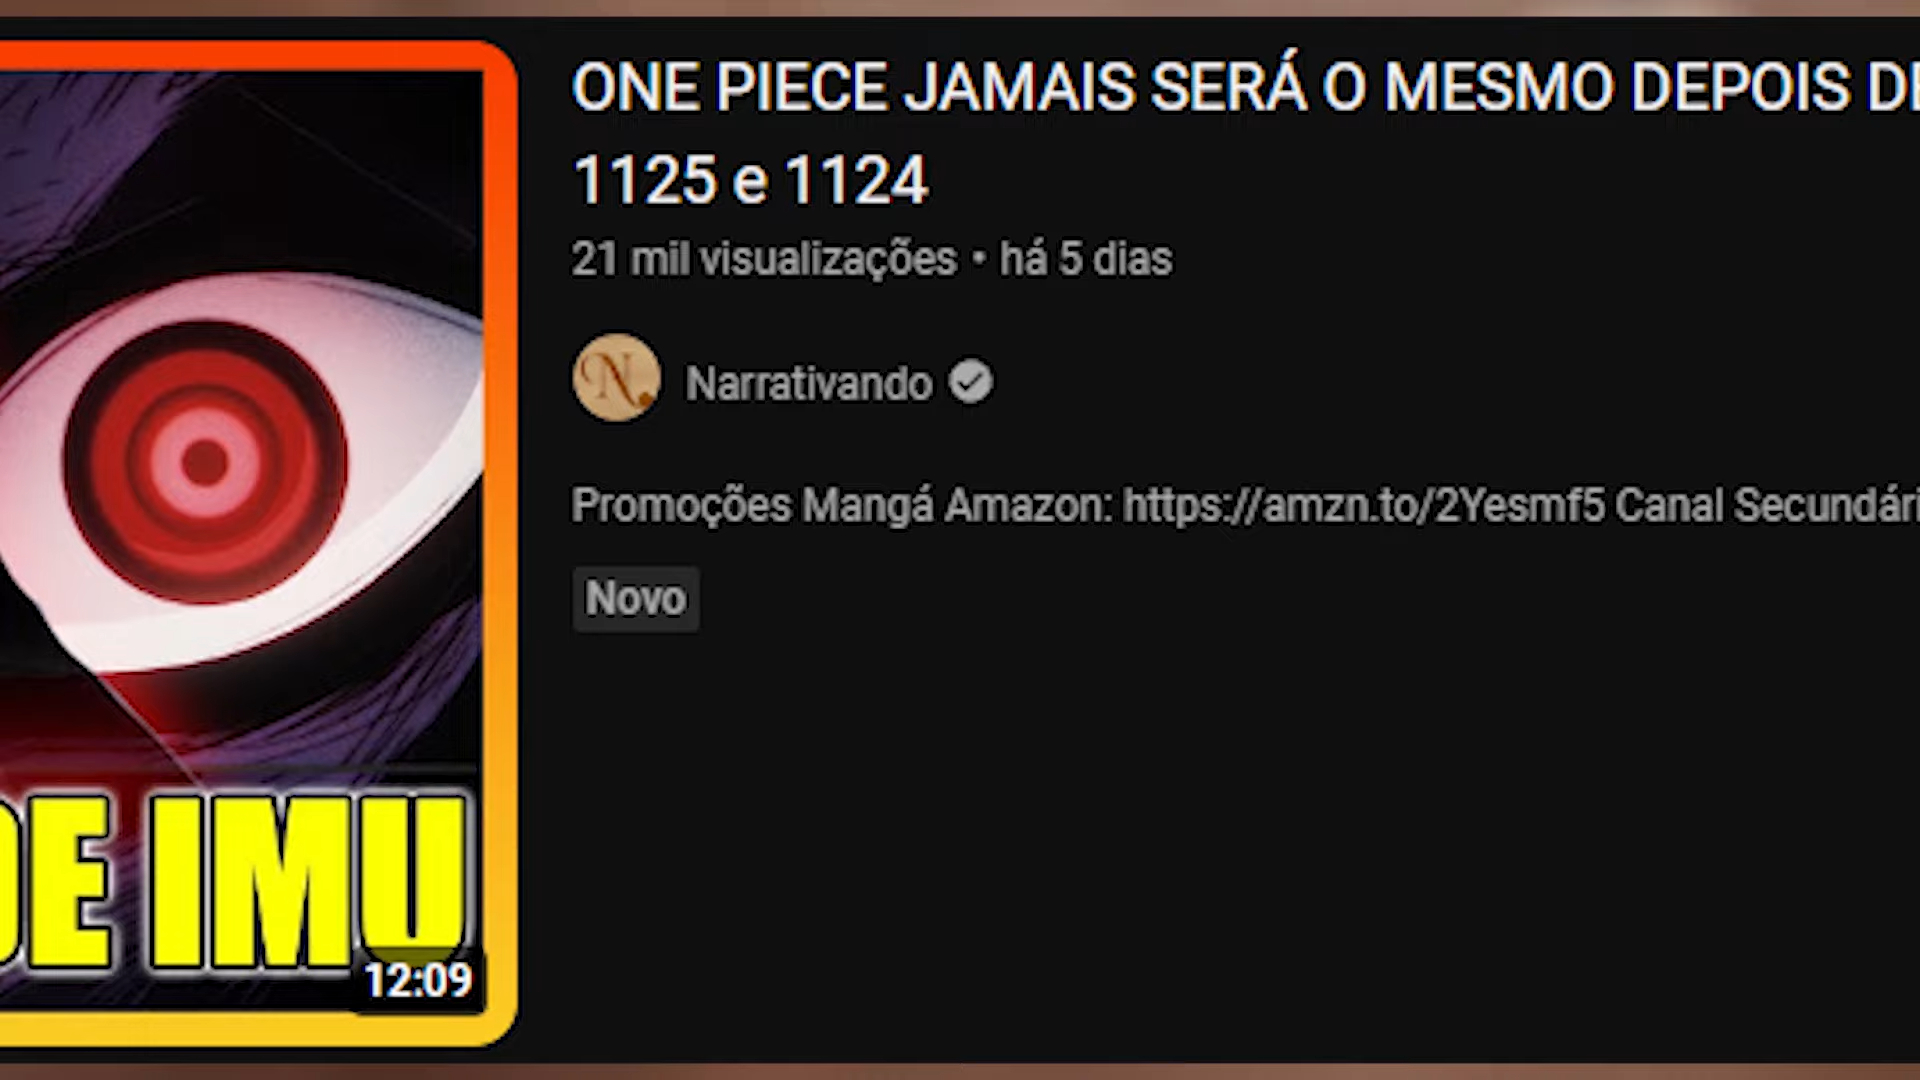 ONE PIECE JAMAIS SERÁ O MESMO DEPOIS
1125 e 1124
21 mil visualizações • há 5 dias
N.
Narrativando
Promoções Mangá Amazon: https://amzn.to/2Yesmf5 Canal
Novo
DE IMU
12:09